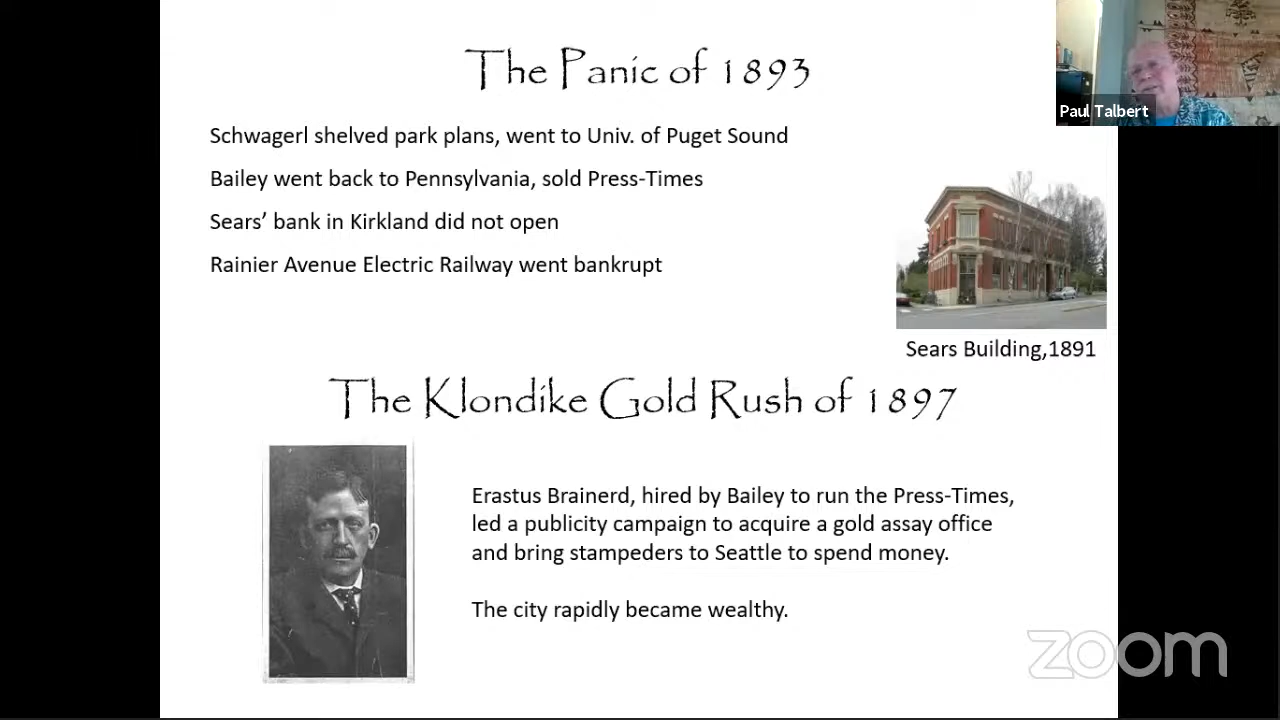 The Panic of 1893
Paul Talbert
Schwagerl shelved park plans, went to Univ. of Puget Sound
Bailey went back to Pennsylvania, sold Press-Times
Sears’ bank in Kirkland did not open
Rainier Avenue Electric Railway went bankrupt
Sears Building,1891
The Klondike Gold Rush of 1897
Erastus Brainerd, hired by Bailey to run the Press-Times,
led a publicity campaign to acquire a gold assay office
and bring stampeders to Seattle to spend money.
The city rapidly became wealthy.
zoom